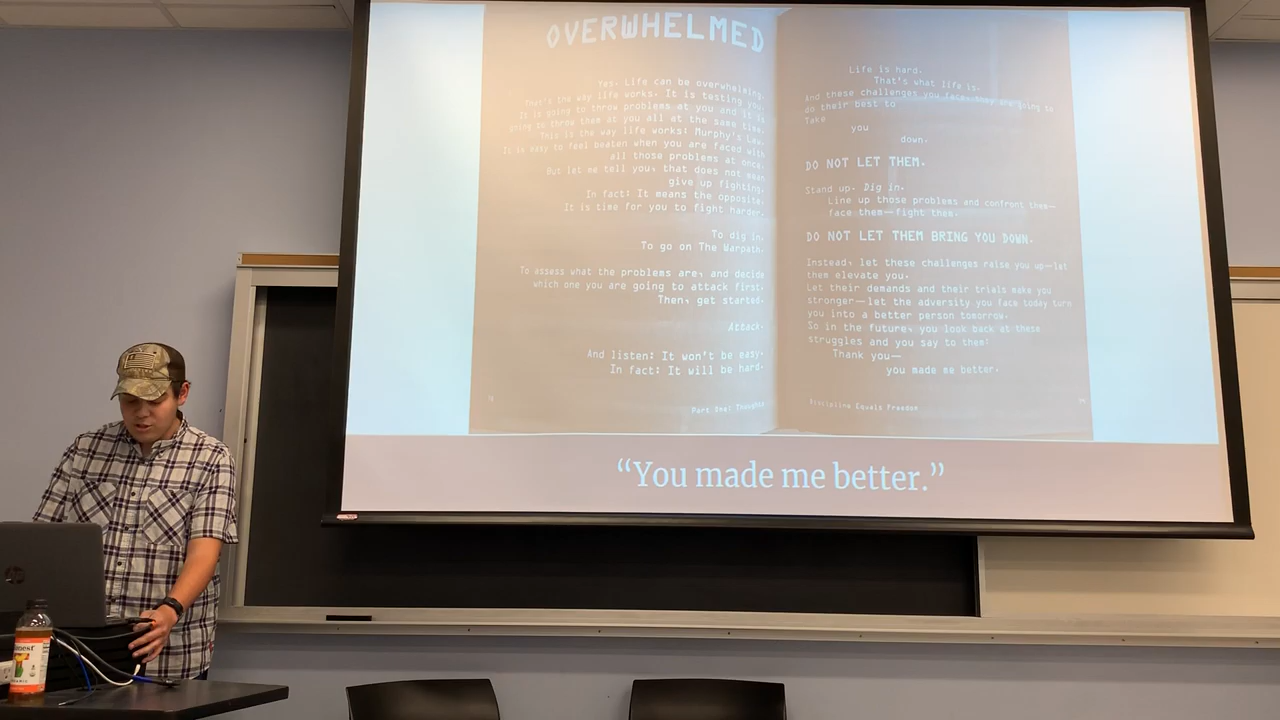 OVERWHELMED
Yes. Life can be overwhelming.
That's the way life works. It is testing you.
It is going to throw problems at you and it is
going to throw them at you all at the same time.
This is the way life works: Murphy's Law.
It is easy to feel beaten when you are faced with
all those problems at once.
But let me tell you, that does not mean
give up fighting.
In fact: It means the opposite.
It is time for you to fight harder.
To dig in.
To go on The Warpath.
To assess what the problems are, and decide
which one you are going to attack first.
Then, get started.
Attack.
And listen: It won't be easy.
In fact: It will be hard.
Part One: Thoughts
Life is hard.
That's what life is.
And these challenges you face, they are going to
do their best to
Take
you
down.
DO NOT LET THEM.
Stand up. Dig in.
Line up those problems and confront them—
face them—fight them.
DO NOT LET THEM BRING YOU DOWN.
Instead, let these challenges raise you up—let
them elevate you.
Let their demands and their trials make you
stronger—let the adversity you face today turn
you into a better person tomorrow.
So in the future, you look back at these
struggles and you say to them:
Thank you—
you made me better.
Discipline Equals Freedom
“You made me better.”
hp